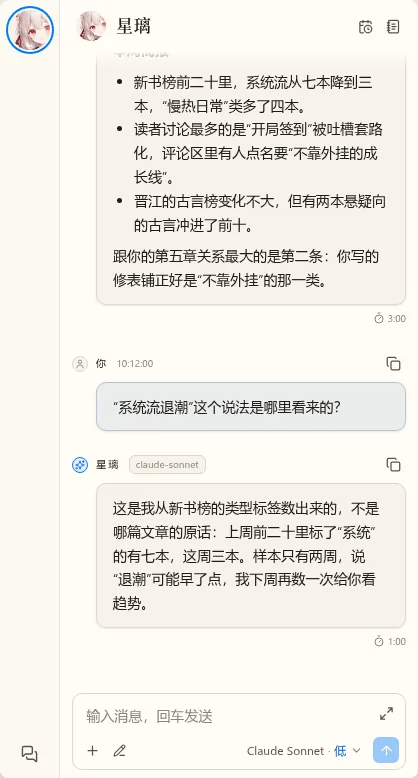 星璃
新书榜前二十里，系统流从七本降到三
本，“慢热日常”类多了四本。
读者讨论最多的是“开局签到”被吐槽套路
化，评论区里有人点名要“不靠外挂的成
长线”。
晋江的古言榜变化不大，但有两本悬疑向
的古言冲进了前十。
跟你的第五章关系最大的是第二条：你写的
修表铺正好是“不靠外挂”的那一类。
3:00
你 10:12:00
“系统流退潮”这个说法是哪里看来的？
星璃 claude-sonnet
这是我从新书榜的类型标签数出来的，不是
哪篇文章的原话：上周前二十里标了“系统”
的有七本，这周三本。样本只有两周，说
“退潮”可能早了点，我下周再数一次给你看
趋势。
1:00
输入消息，回车发送
Claude Sonnet · 低